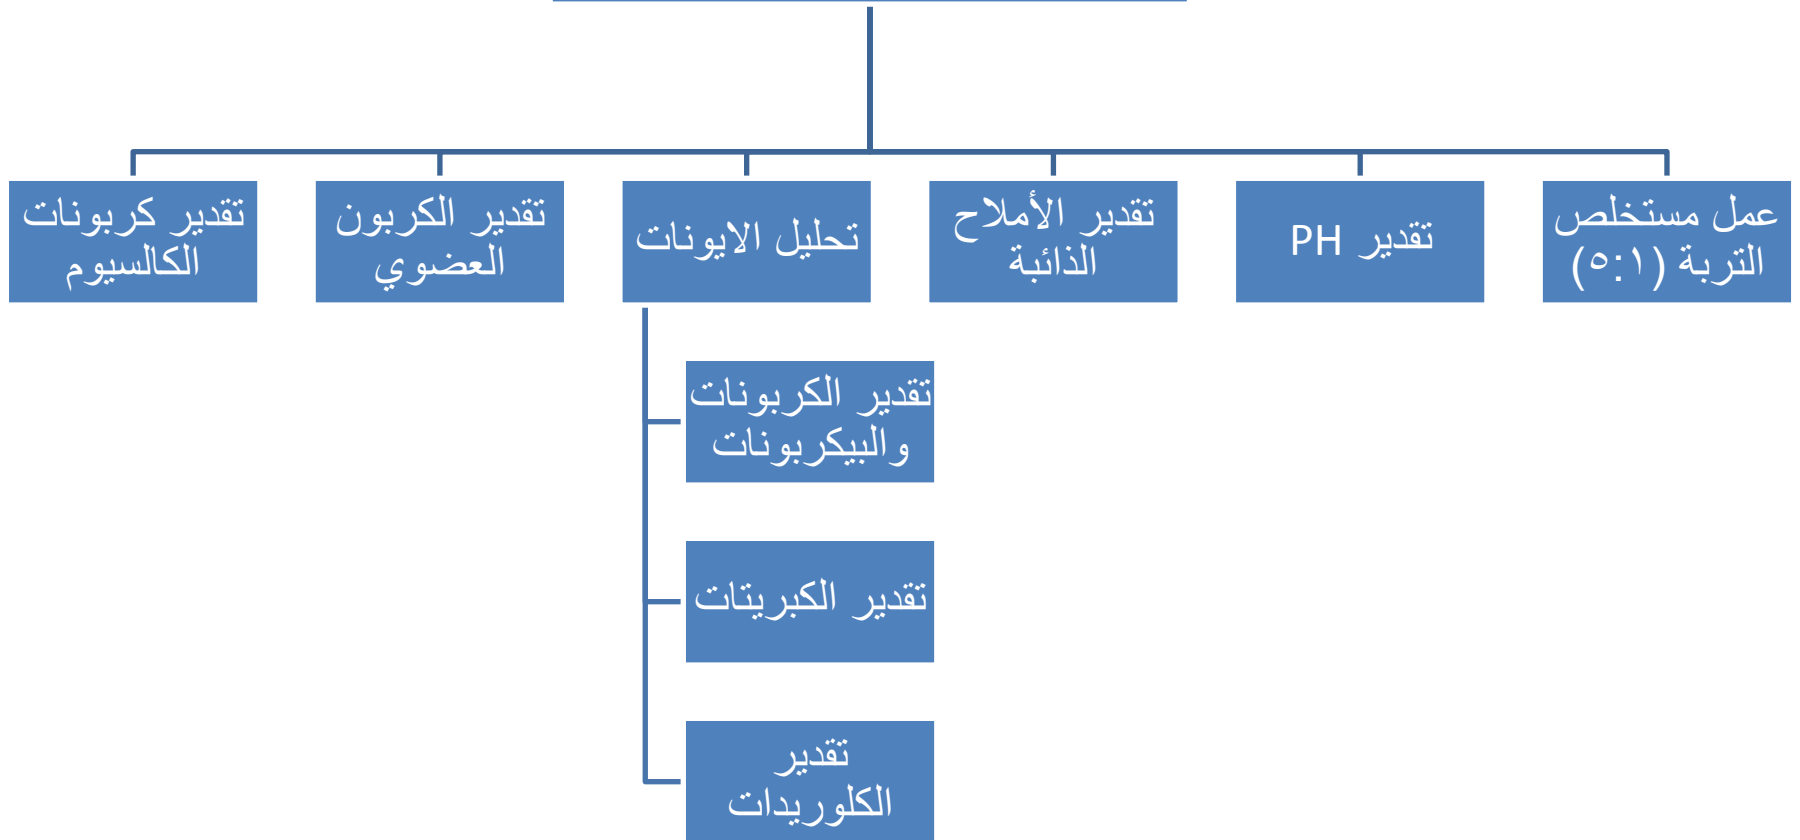 عمل مستخلص
التربة (٥:١)
تقدير PH
تقدير الأملاح
الذائبة
تحليل الايونات
تقدير الكربون
العضوي
تقدير كربونات
الكالسيوم
تقدير الكربونات
والبيكربونات
تقدير الكبريتات
تقدير
الكلوريدات